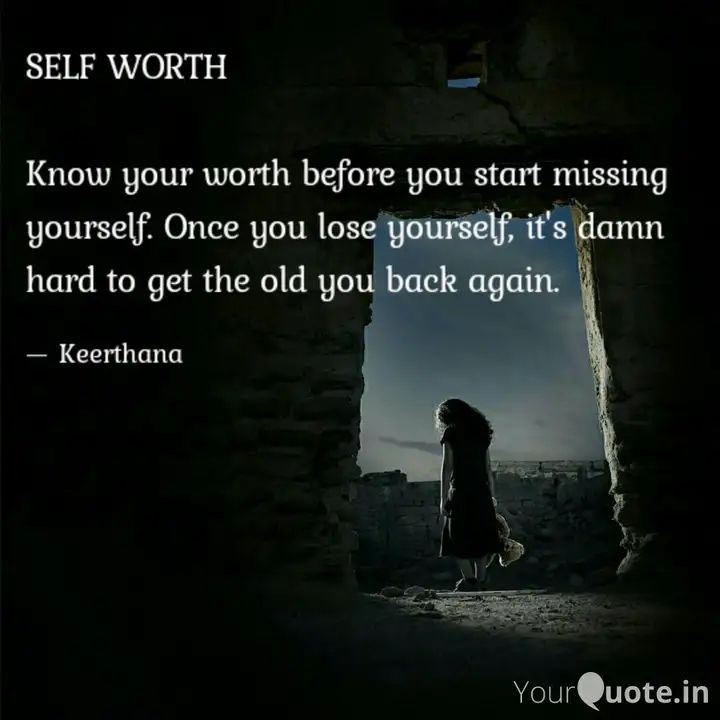 SELF WORTH
Know your worth before you start missing
yourself. Once you lose yourself, it's damn
hard to get the old you back again.
— Keerthana
YourQuote.in